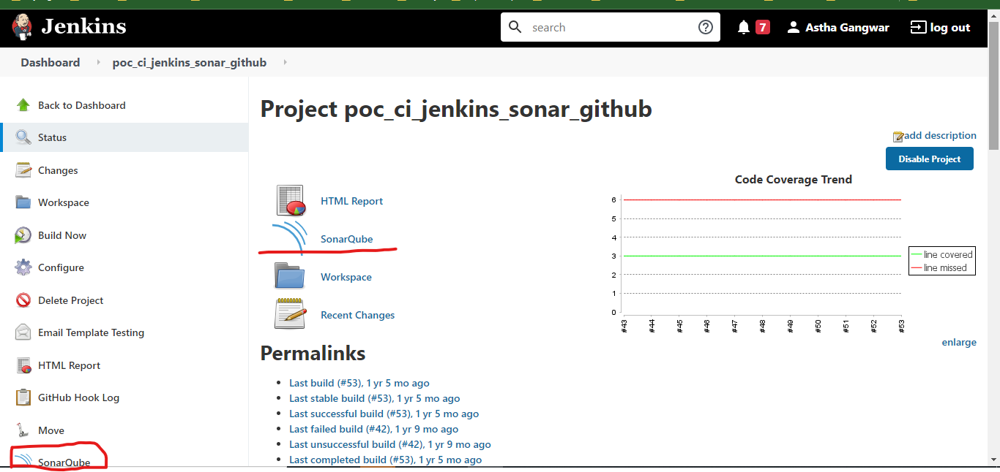 Jenkins
search
7
Astha Gangwar
log out
Dashboard
poc_ci_jenkins_sonar_github
Back to Dashboard
Status
Changes
Workspace
Build Now
Configure
Delete Project
Email Template Testing
HTML Report
GitHub Hook Log
Move
SonarQube
Project poc_ci_jenkins_sonar_github
add description
Disable Project
HTML Report
SonarQube
Workspace
Recent Changes
Code Coverage Trend
6
5
4
3
2
1
0
#43
#44
#45
#46
#47
#48
#49
#50
#51
#52
#53
line covered
line missed
enlarge
Permalinks
Last build (#53), 1 yr 5 mo ago
Last stable build (#53), 1 yr 5 mo ago
Last successful build (#53), 1 yr 5 mo ago
Last failed build (#42), 1 yr 9 mo ago
Last unsuccessful build (#42), 1 yr 9 mo ago
Last completed build (#53), 1 yr 5 mo ago